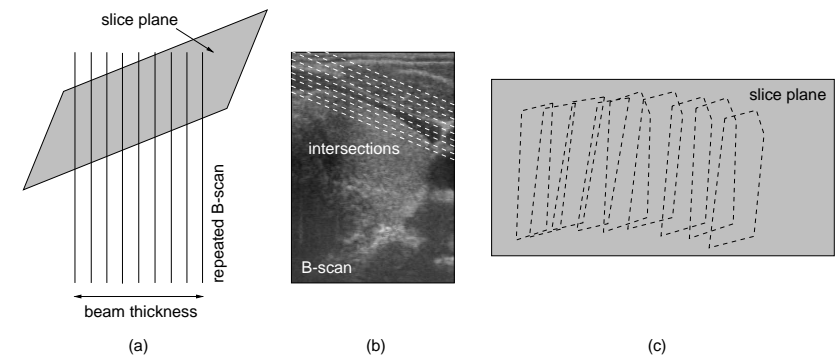 slice plane
repeated B-scan
beam thickness
(a)
intersections
B-scan
(b)
slice plane
(c)